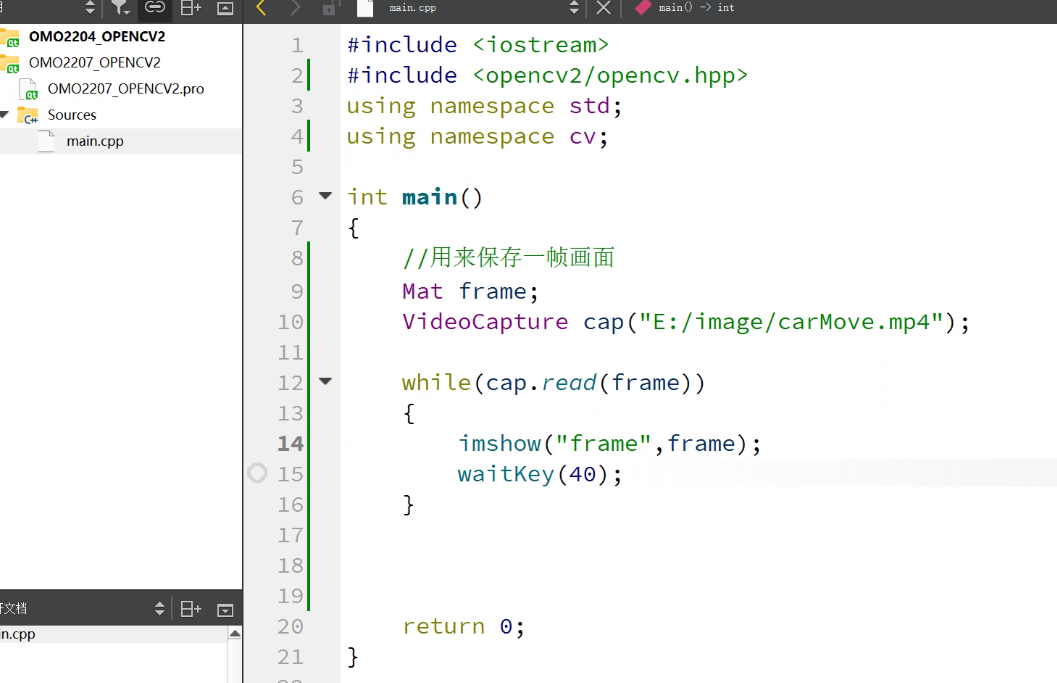 main.cpp
main() -> int
OMO2204_OPENCV2
OMO2207_OPENCV2
OMO2207_OPENCV2.pro
Sources
main.cpp
文档
in.cpp
1 #include <iostream>
2 #include <opencv2/opencv.hpp>
3 using namespace std;
4 using namespace cv;
5
6 int main()
7 {
8 //用来保存一帧画面
9 Mat frame;
10 VideoCapture cap("E:/image/carMove.mp4");
11
12 while(cap.read(frame))
13 {
14 imshow("frame",frame);
15 waitKey(40);
16 }
17
18
19
20 return 0;
21 }